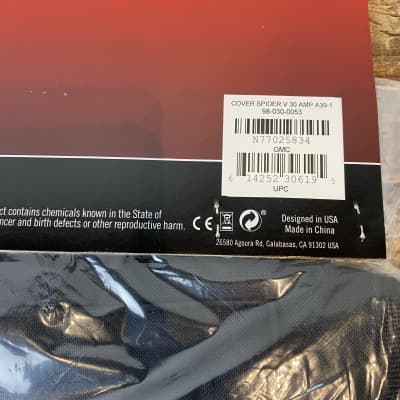 COVER SPIDER V 30 AMP A39-1
98-030-0053
N77025834
GMC
6 14252 30619 5
UPC
ct contains chemicals known in the State of
ncer and birth defects or other reproductive harm.
CE
Designed in USA
Made in China
26580 Agoura Rd, Calabasas, CA 91302 USA